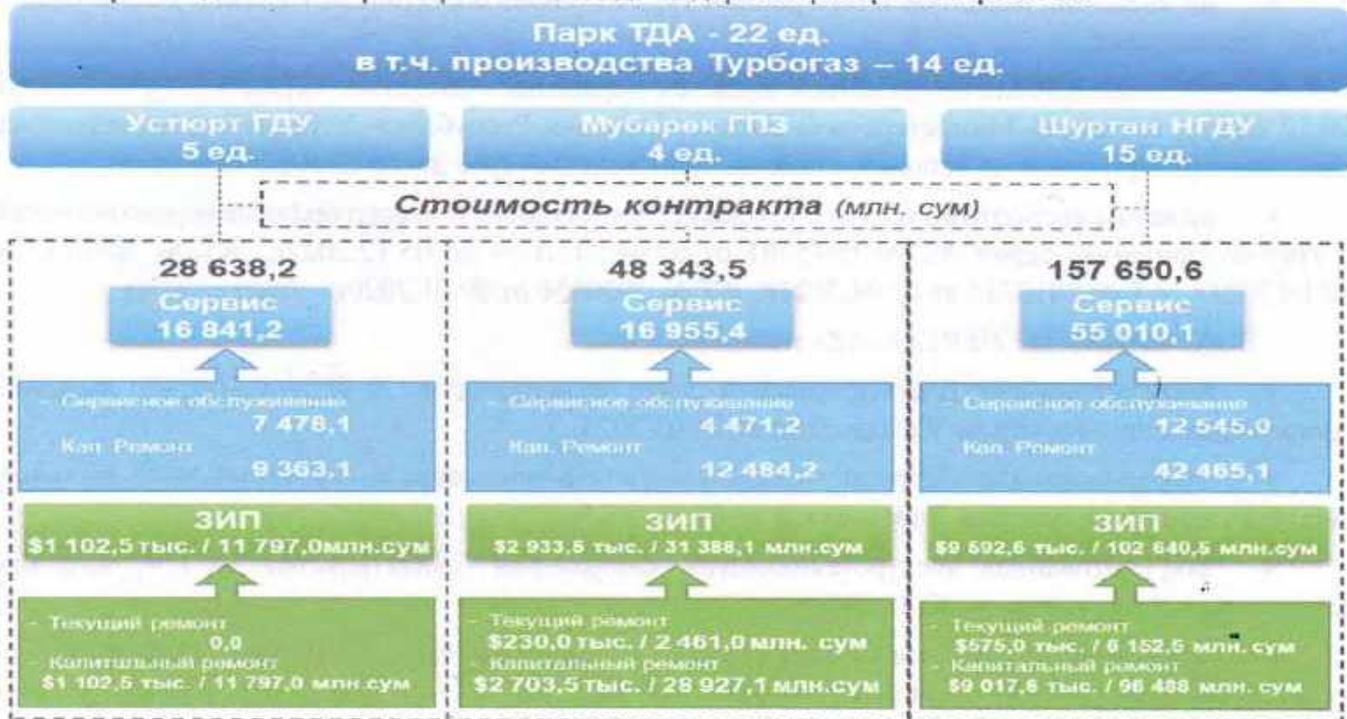 Парк ТДА - 22 ед.
в т.ч. производства Турбогаз – 14 ед.
Устюрт ГДУ
5 ед.
Мубарек ГПЗ
4 ед.
Шуртан НГДУ
15 ед.
Стоимость контракта (млн. сум)
28 638,2
Сервис
16 841,2
- Сервисное обслуживание
7 478,1
- Кап. Ремонт
9 363,1
ЗИП
$1 102,5 тыс. / 11 797,0млн.сум
- Текущий ремонт
0,0
- Капитальный ремонт
$1 102,5 тыс. / 11 797,0 млн.сум
48 343,5
Сервис
16 955,4
- Сервисное обслуживание
4 471,2
- Кап. Ремонт
12 484,2
ЗИП
$2 933,5 тыс. / 31 388,1 млн.сум
- Текущий ремонт
$230,0 тыс. / 2 461,0 млн. сум
- Капитальный ремонт
$2 703,5 тыс. / 28 927,1 млн.сум
157 650,6
Сервис
55 010,1
- Сервисное обслуживание
12 545,0
- Кап. Ремонт
42 465,1
ЗИП
$9 592,6 тыс. / 102 640,5 млн.сум
- Текущий ремонт
$575,0 тыс. / 6 152,5 млн. сум
- Капитальный ремонт
$9 017,6 тыс. / 96 488 млн.сум